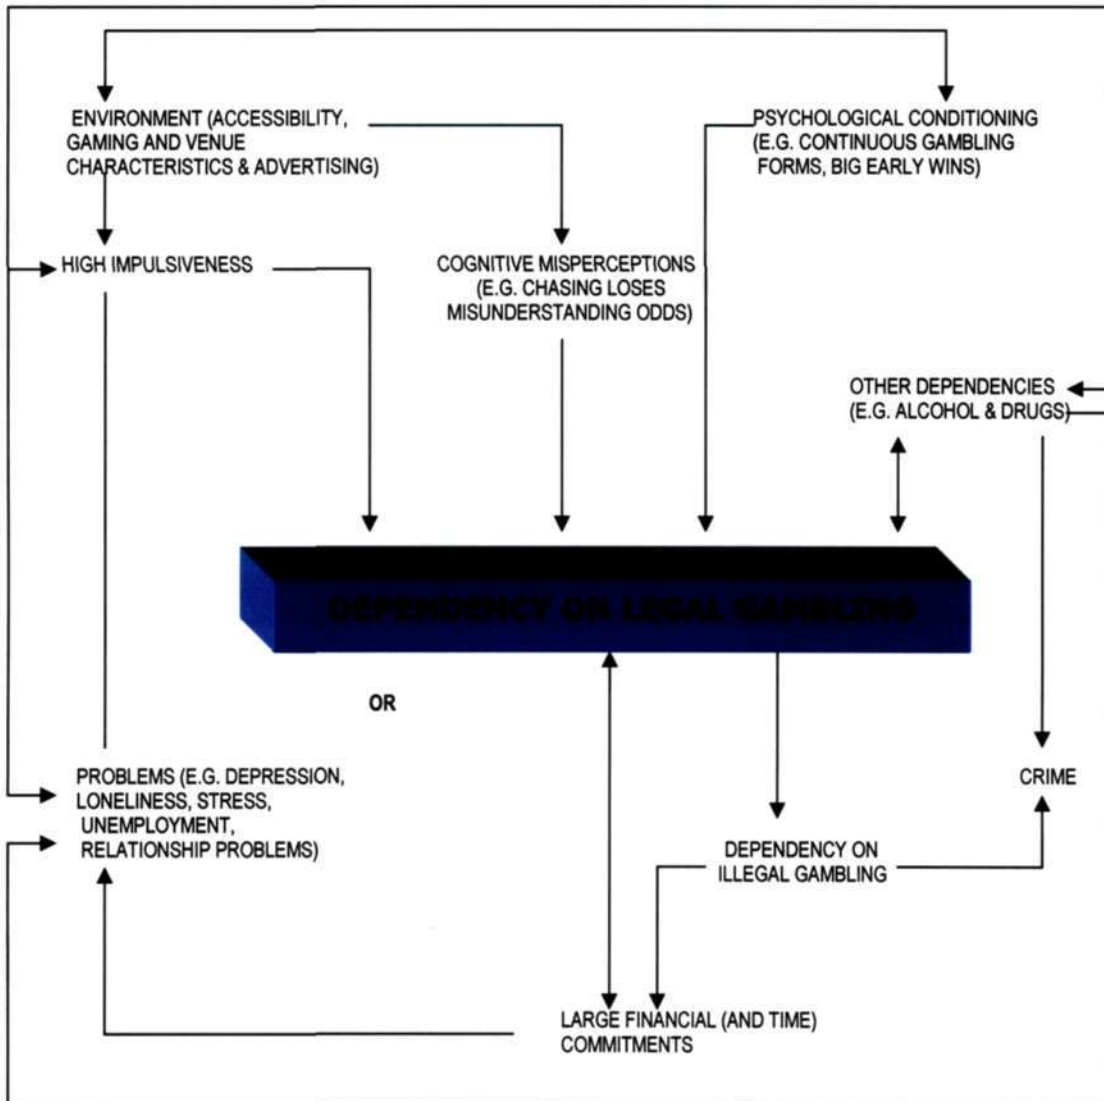 ENVIRONMENT (ACCESSIBILITY,
GAMING AND VENUE
CHARACTERISTICS & ADVERTISING)
PSYCHOLOGICAL CONDITIONING
(E.G. CONTINUOUS GAMBLING
FORMS, BIG EARLY WINS)
HIGH IMPULSIVENESS
COGNITIVE MISPERCEPTIONS
(E.G. CHASING LOSES
MISUNDERSTANDING ODDS)
OTHER DEPENDENCIES
(E.G. ALCOHOL & DRUGS)
DEPENDENCY ON LEGAL GAMBLING
OR
PROBLEMS (E.G. DEPRESSION,
LONELINESS, STRESS,
UNEMPLOYMENT,
RELATIONSHIP PROBLEMS)
CRIME
DEPENDENCY ON
ILLEGAL GAMBLING
LARGE FINANCIAL (AND TIME)
COMMITMENTS